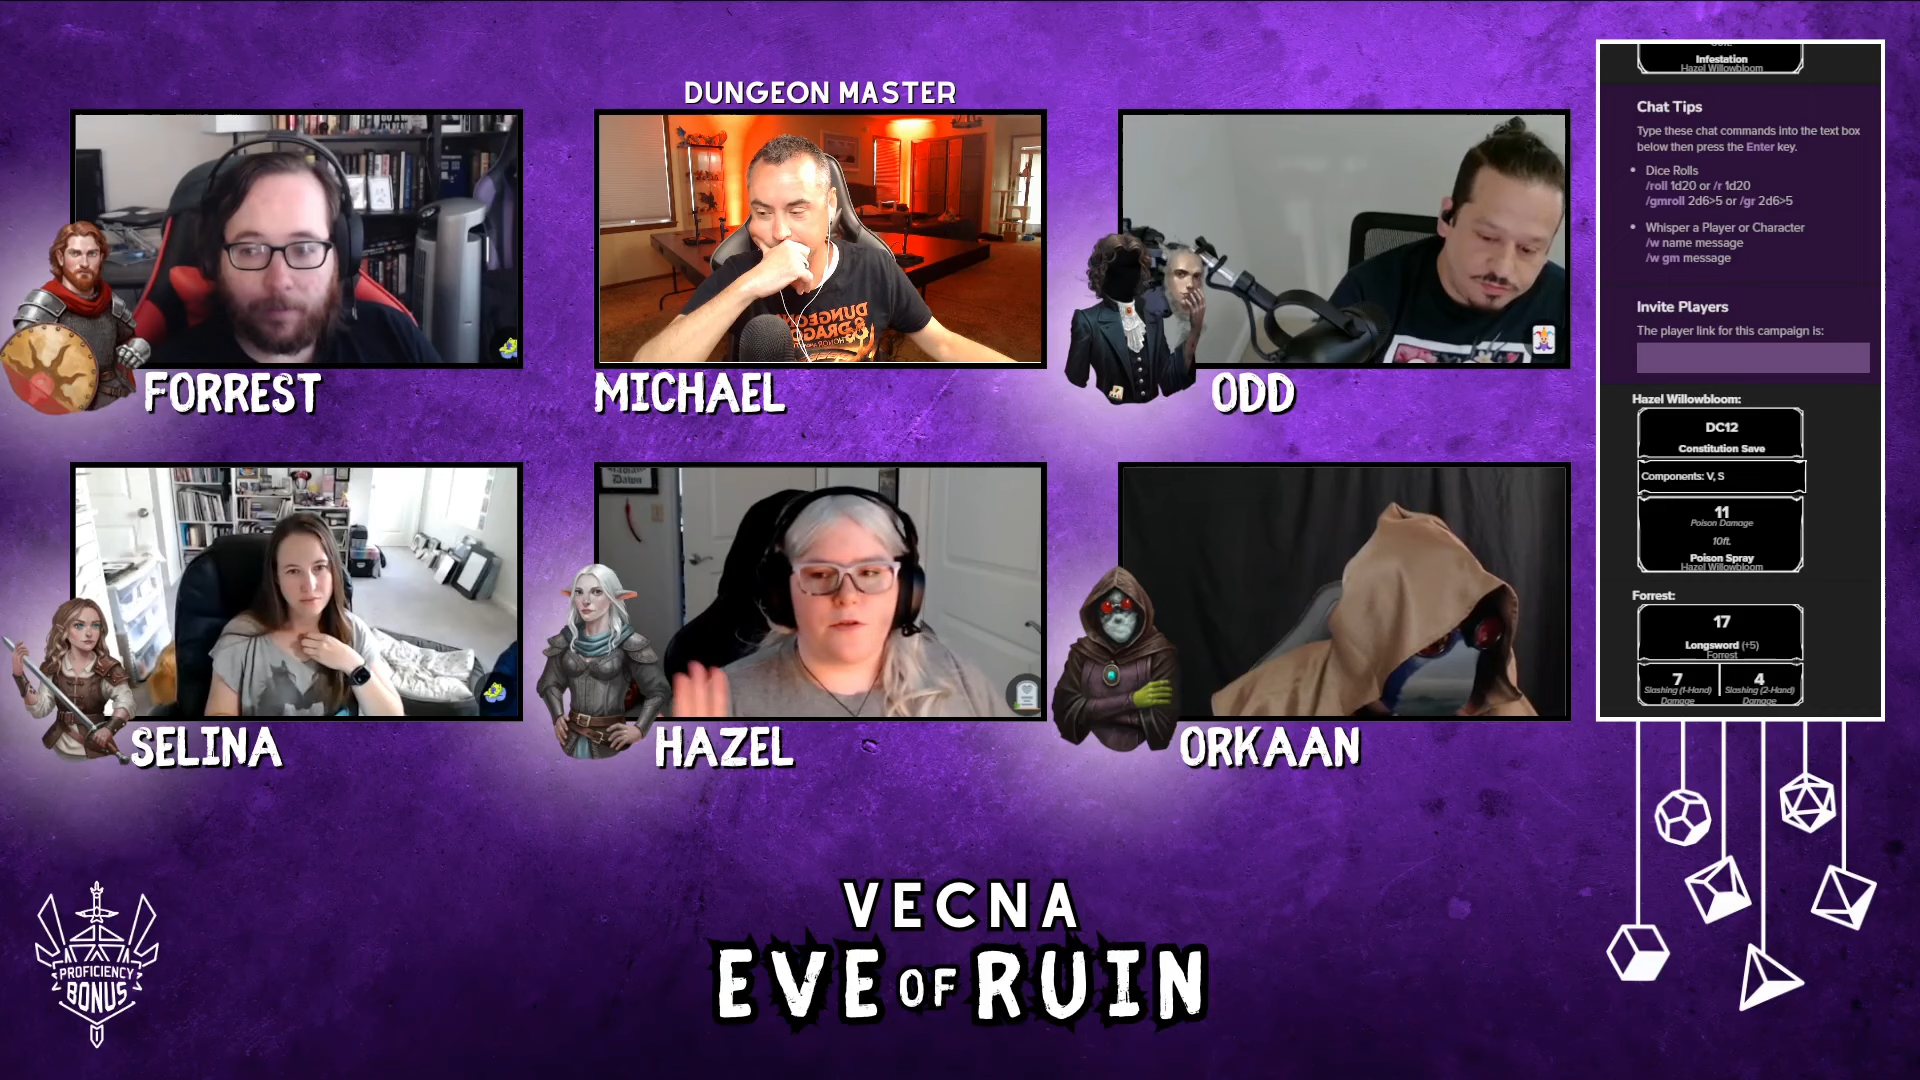 DUNGEON MASTER
FORREST
MICHAEL
ODD
SELINA
HAZEL
ORKAAN
VECNA
EVE OF RUIN
PROFICIENCY
BONUS
DUNGEONS
& DRAGO
Dawn
Infestation
Hazel Willowbloom
Chat Tips
Type these chat commands into the text box
below then press the Enter key.
• Dice Rolls
/roll 1d20 or /r 1d20
/gmroll 2d6>5 or /gr 2d6>5
• Whisper a Player or Character
/w name message
/w gm message
Invite Players
The player link for this campaign is:
Hazel Willowbloom:
DC12
Constitution Save
Components: V, S
11
Poison Damage
10ft.
Poison Spray
Hazel Willowbloom
Forrest:
17
Longsword (+5)
Forrest
7 4
Slashing (1-Hand) Slashing (2-Hand)
Damage Damage